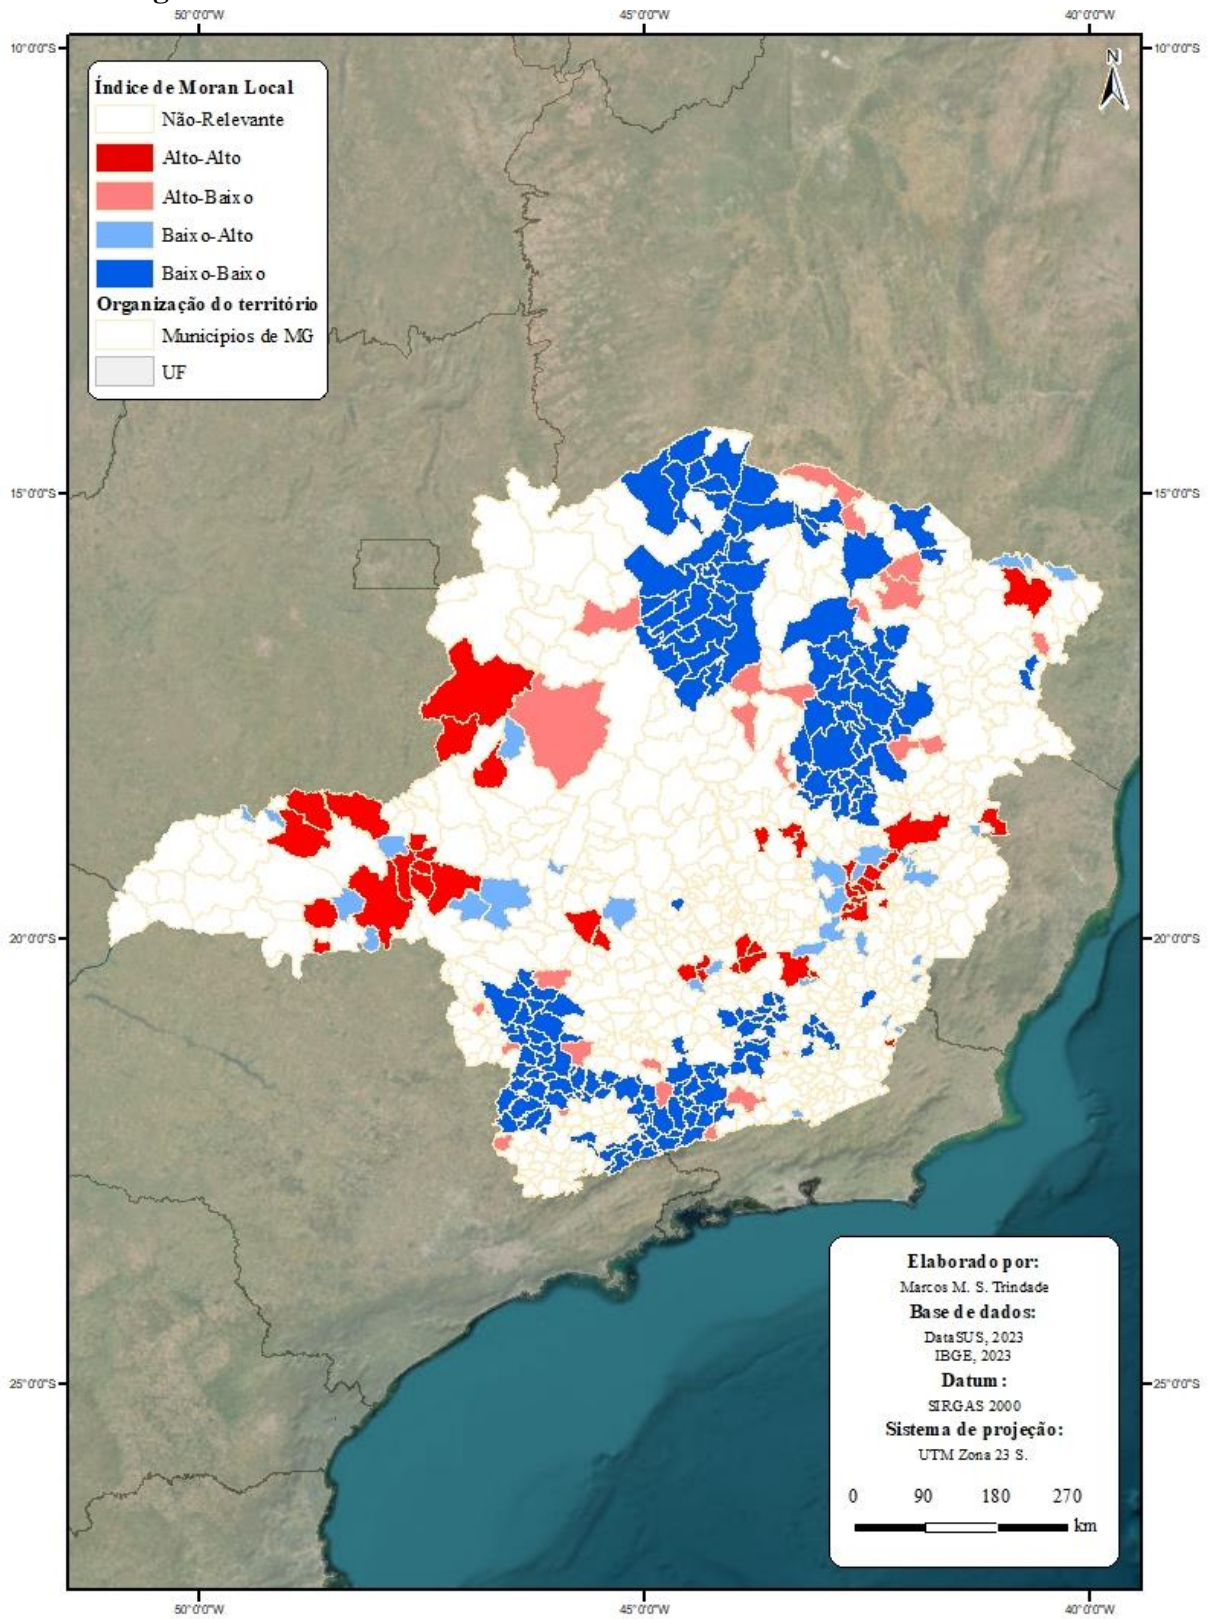 50°0'0"W 45°0'0"W 40°0'0"W
10°0'0"S 10°0'0"S
N
Índice de Moran Local
Não-Relevante
Alto-Alto
Alto-Baixo
Baixo-Alto
Baixo-Baixo
Organização do território
Municípios de MG
UF
15°0'0"S 15°0'0"S
20°0'0"S 20°0'0"S
Elaborado por:
Marcos M. S. Trindade
Base de dados:
DataSUS, 2023
IBGE, 2023
Datum:
SIRGAS 2000
Sistema de projeção:
UTM Zona 23 S.
0 90 180 270
km
25°0'0"S 25°0'0"S
50°0'0"W 45°0'0"W 40°0'0"W